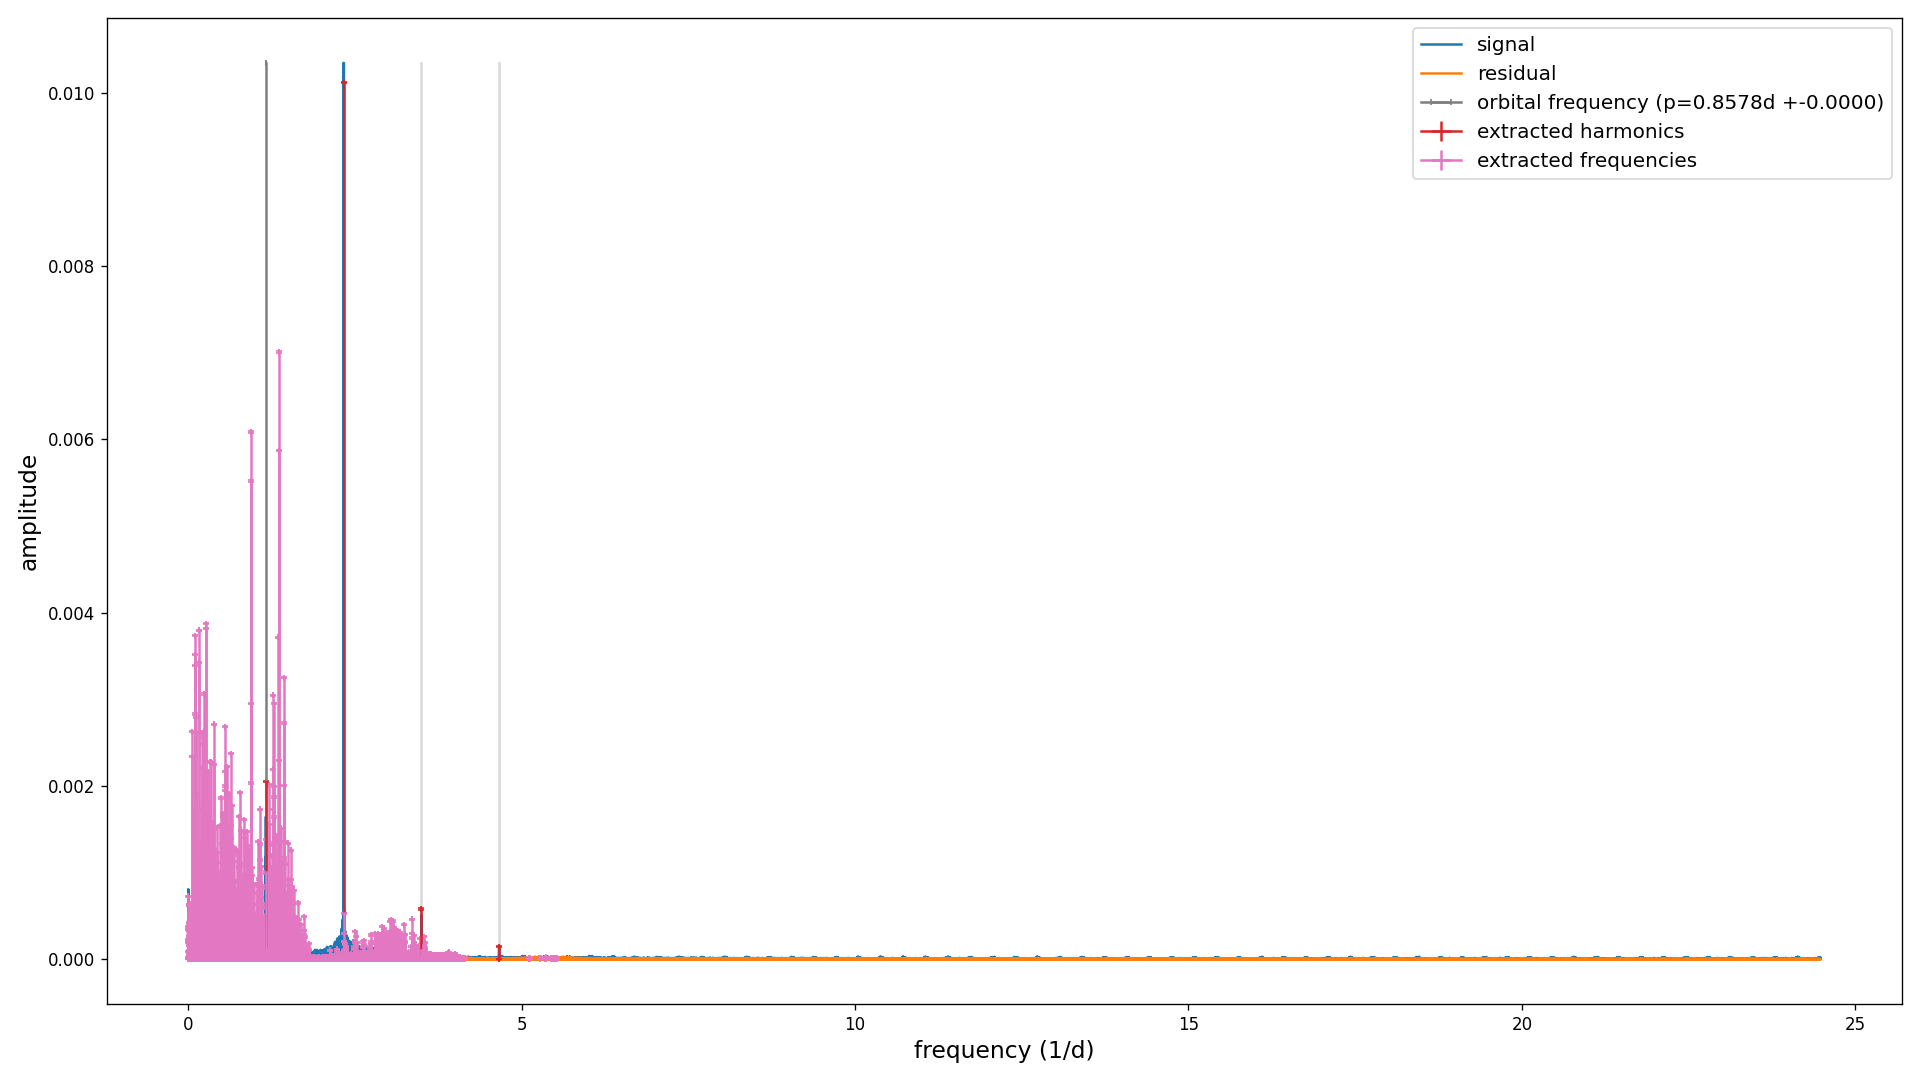 signal
residual
orbital frequency (p=0.8578d +-0.0000)
extracted harmonics
extracted frequencies
0.010
0.008
0.006
0.004
0.002
0.000
amplitude
0 5 10 15 20 25
frequency (1/d)